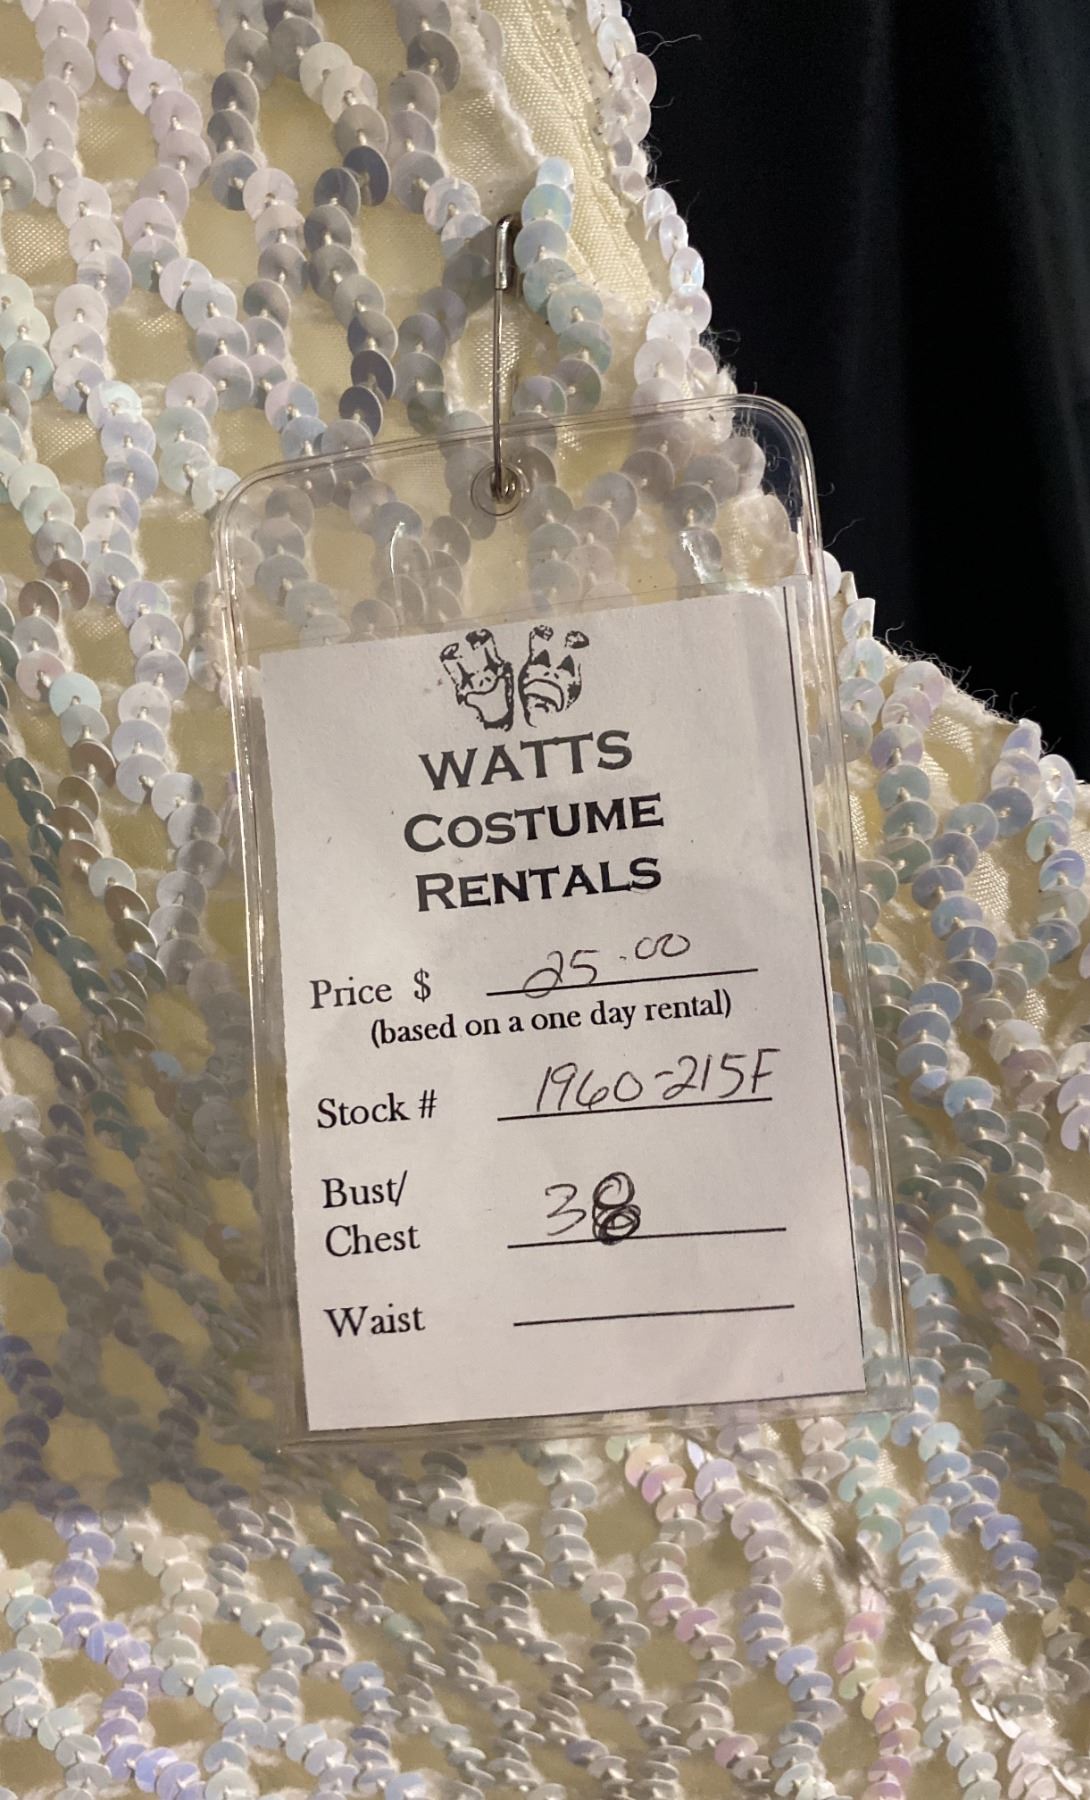 WATTS
COSTUME
RENTALS
Price $ 25.00
(based on a one day rental)
Stock # 1960-215F
Bust/
Chest 38
Waist